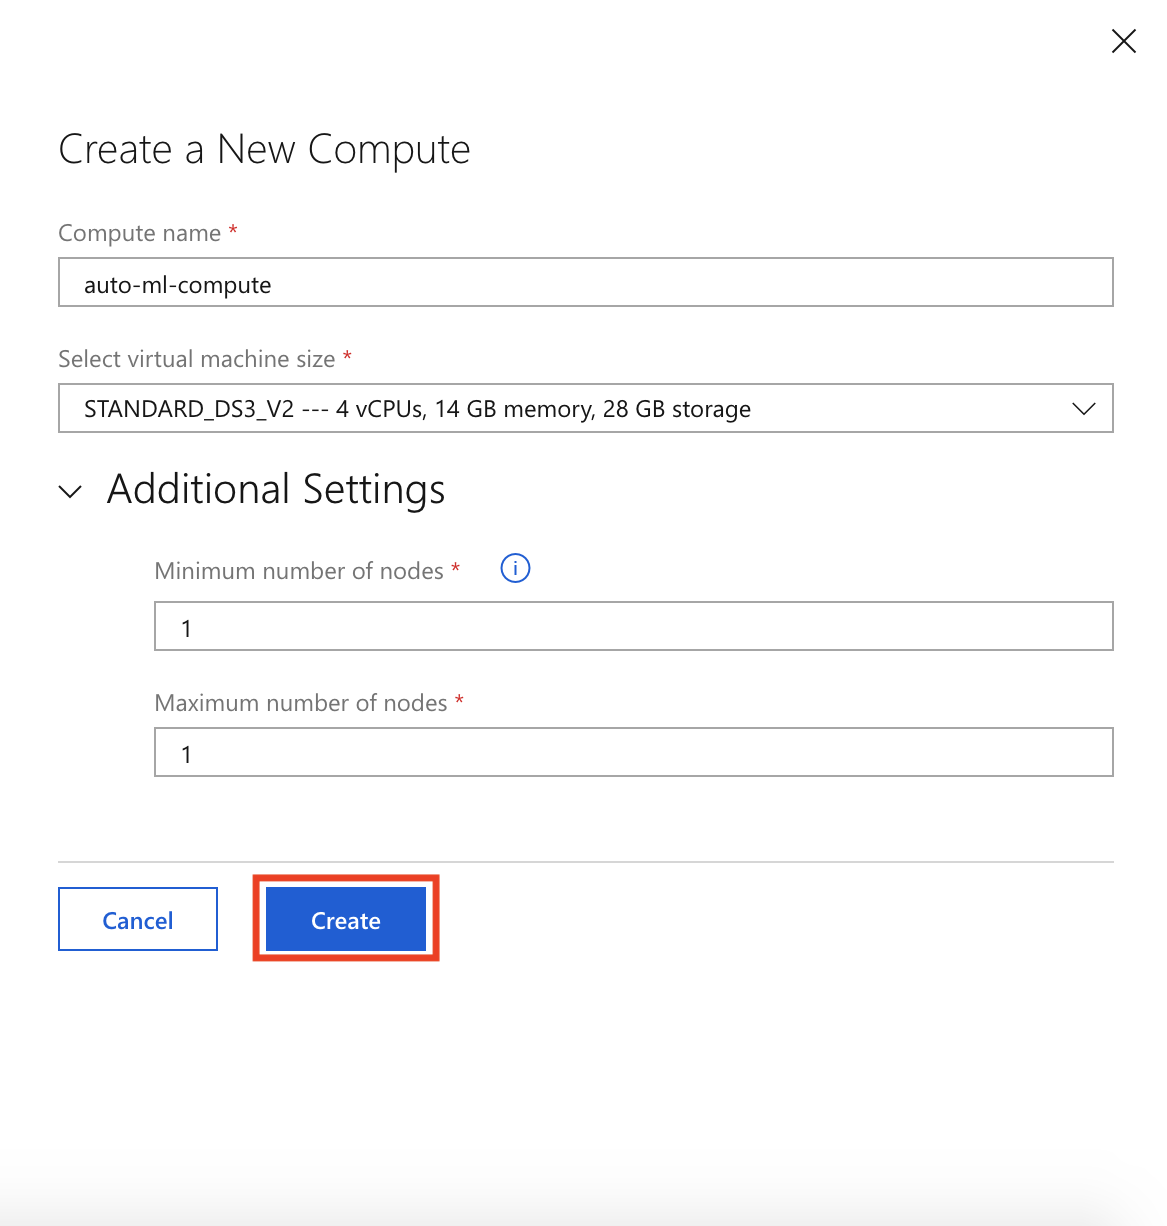 Create a New Compute
Compute name *
auto-ml-compute
Select virtual machine size *
STANDARD_DS3_V2 --- 4 vCPUs, 14 GB memory, 28 GB storage
Additional Settings
Minimum number of nodes * i
1
Maximum number of nodes *
1
Cancel Create